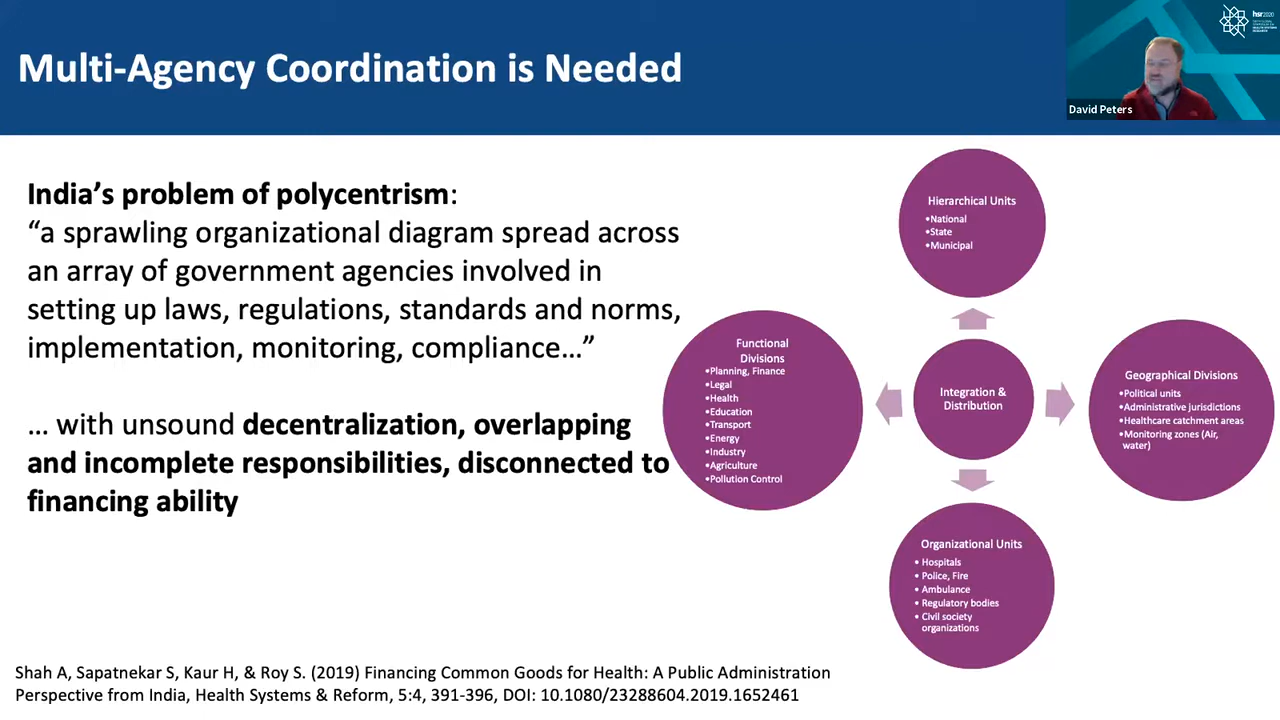 Multi-Agency Coordination is Needed
hsr2020
David Peters
India’s problem of polycentrism:
“a sprawling organizational diagram spread across
an array of government agencies involved in
setting up laws, regulations, standards and norms,
implementation, monitoring, compliance…”
… with unsound decentralization, overlapping
and incomplete responsibilities, disconnected to
financing ability
Hierarchical Units
•National
•State
•Municipal
Functional
Divisions
•Planning, Finance
•Legal
•Health
•Education
•Transport
•Energy
•Industry
•Agriculture
•Pollution Control
Integration &
Distribution
Geographical Divisions
•Political units
•Administrative jurisdictions
•Healthcare catchment areas
•Monitoring zones (Air,
water)
Organizational Units
• Hospitals
• Police, Fire
• Ambulance
• Regulatory bodies
• Civil society
organizations
Shah A, Sapatnekar S, Kaur H, & Roy S. (2019) Financing Common Goods for Health: A Public Administration
Perspective from India, Health Systems & Reform, 5:4, 391-396, DOI: 10.1080/23288604.2019.1652461